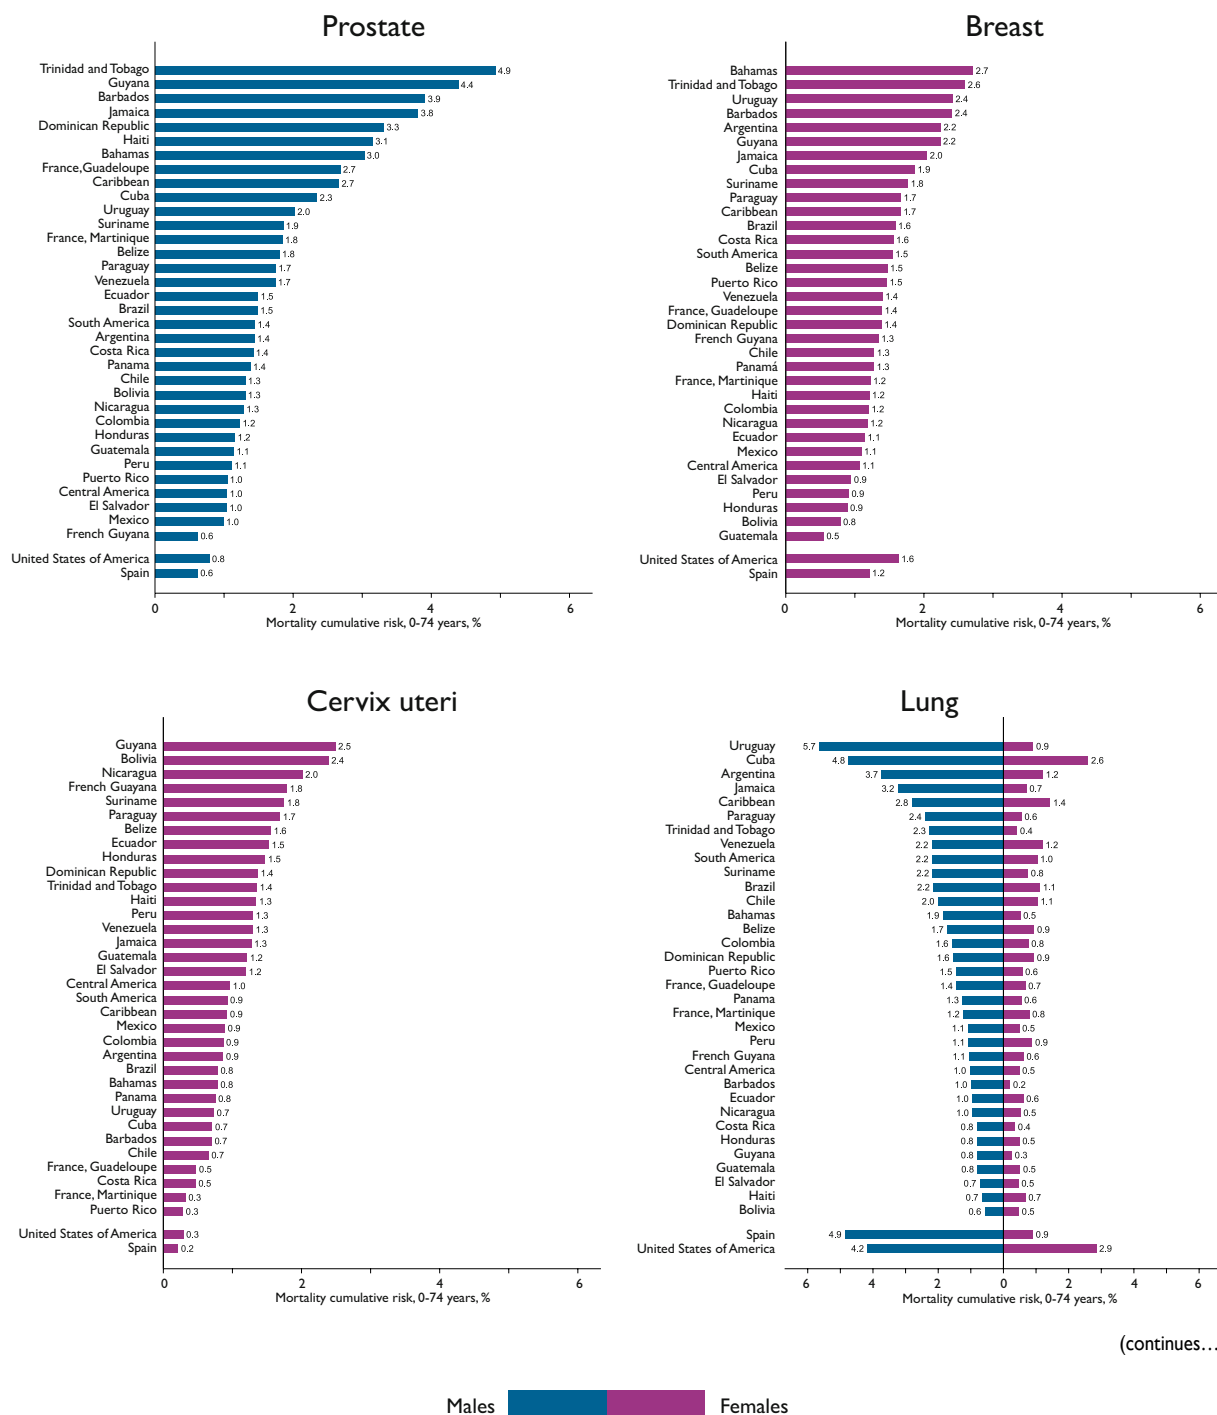 Prostate
Trinidad and Tobago 4.9
Guyana 4.4
Barbados 3.9
Jamaica 3.8
Dominican Republic 3.3
Haiti 3.1
Bahamas 3.0
France,Guadeloupe 2.7
Caribbean 2.7
Cuba 2.3
Uruguay 2.0
Suriname 1.9
France, Martinique 1.8
Belize 1.8
Paraguay 1.7
Venezuela 1.7
Ecuador 1.5
Brazil 1.5
South America 1.4
Argentina 1.4
Costa Rica 1.4
Panama 1.4
Chile 1.3
Bolivia 1.3
Nicaragua 1.3
Colombia 1.2
Honduras 1.2
Guatemala 1.1
Peru 1.1
Puerto Rico 1.0
Central America 1.0
El Salvador 1.0
Mexico 1.0
French Guyana 0.6
United States of America 0.8
Spain 0.6
0 2 4 6
Mortality cumulative risk, 0-74 years, %
Breast
Bahamas 2.7
Trinidad and Tobago 2.6
Uruguay 2.4
Barbados 2.4
Argentina 2.2
Guyana 2.2
Jamaica 2.0
Cuba 1.9
Suriname 1.8
Paraguay 1.7
Caribbean 1.7
Brazil 1.6
Costa Rica 1.6
South America 1.5
Belize 1.5
Puerto Rico 1.5
Venezuela 1.4
France, Guadeloupe 1.4
Dominican Republic 1.4
French Guyana 1.3
Chile 1.3
Panamá 1.3
France, Martinique 1.2
Haiti 1.2
Colombia 1.2
Nicaragua 1.2
Ecuador 1.1
Mexico 1.1
Central America 1.1
El Salvador 0.9
Peru 0.9
Honduras 0.9
Bolivia 0.8
Guatemala 0.5
United States of America 1.6
Spain 1.2
0 2 4 6
Mortality cumulative risk, 0-74 years, %
Cervix uteri
Guyana 2.5
Bolivia 2.4
Nicaragua 2.0
French Guayana 1.8
Suriname 1.8
Paraguay 1.7
Belize 1.6
Ecuador 1.5
Honduras 1.5
Dominican Republic 1.4
Trinidad and Tobago 1.4
Haiti 1.3
Peru 1.3
Venezuela 1.3
Jamaica 1.3
Guatemala 1.2
El Salvador 1.2
Central America 1.0
South America 0.9
Caribbean 0.9
Mexico 0.9
Colombia 0.9
Argentina 0.9
Brazil 0.8
Bahamas 0.8
Panama 0.8
Uruguay 0.7
Cuba 0.7
Barbados 0.7
Chile 0.7
France, Guadeloupe 0.5
Costa Rica 0.5
France, Martinique 0.3
Puerto Rico 0.3
United States of America 0.3
Spain 0.2
0 2 4 6
Mortality cumulative risk, 0-74 years, %
Lung
Uruguay 5.7 0.9
Cuba 4.8 2.6
Argentina 3.7 1.2
Jamaica 3.2 0.7
Caribbean 2.8 1.4
Paraguay 2.4 0.6
Trinidad and Tobago 2.3 0.4
Venezuela 2.2 1.2
South America 2.2 1.0
Suriname 2.2 0.8
Brazil 2.2 1.1
Chile 2.0 1.1
Bahamas 1.9 0.5
Belize 1.7 0.9
Colombia 1.6 0.8
Dominican Republic 1.6 0.9
Puerto Rico 1.5 0.6
France, Guadeloupe 1.4 0.7
Panama 1.3 0.6
France, Martinique 1.2 0.8
Mexico 1.1 0.5
Peru 1.1 0.9
French Guyana 1.1 0.6
Central America 1.0 0.5
Barbados 1.0 0.2
Ecuador 1.0 0.6
Nicaragua 1.0 0.5
Costa Rica 0.8 0.4
Honduras 0.8 0.5
Guyana 0.8 0.3
Guatemala 0.8 0.5
El Salvador 0.7 0.5
Haiti 0.7 0.7
Bolivia 0.6 0.5
Spain 4.9 0.9
United States of America 4.2 2.9
6 4 2 0 2 4 6
Mortality cumulative risk, 0-74 years, %
(continues…
Males Females